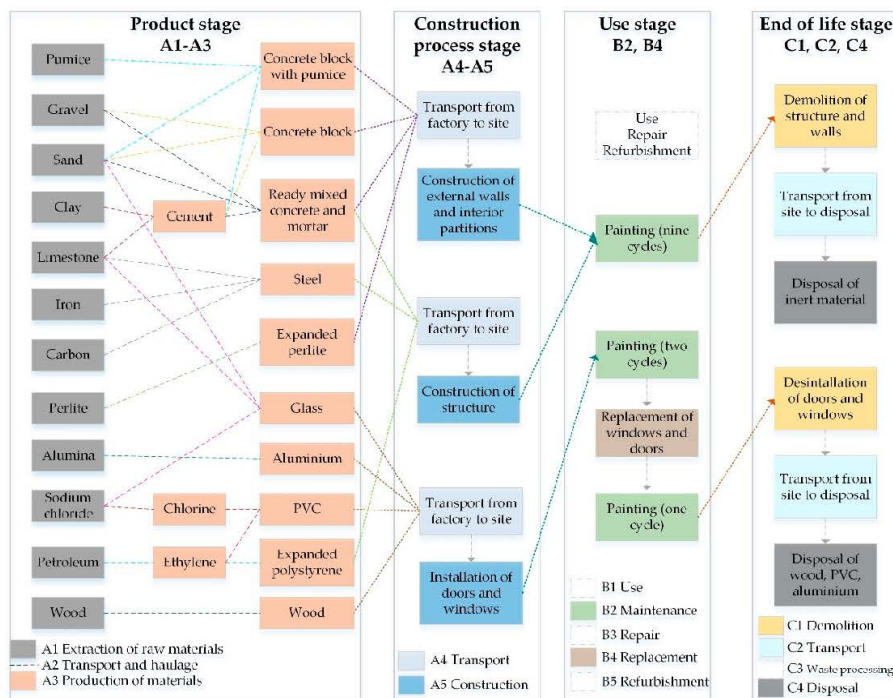 Product stage
A1-A3
Pumice
Gravel
Sand
Clay
Limestone
Iron
Carbon
Perlite
Alumina
Sodium
chloride
Petroleum
Wood
Cement
Chlorine
Ethylene
Concrete block
with pumice
Concrete block
Ready mixed
concrete and
mortar
Steel
Expanded
perlite
Glass
Aluminium
PVC
Expanded
polystyrene
Wood
A1 Extraction of raw materials
A2 Transport and haulage
A3 Production of materials
Construction
process stage
A4-A5
Transport from
factory to site
Construction of
external walls
and interior
partitions
Transport from
factory to site
Construction of
structure
Transport from
factory to site
Installation of
doors and
windows
A4 Transport
A5 Construction
Use stage
B2, B4
Use
Repair
Refurbishment
Painting (nine
cycles)
Painting (two
cycles)
Replacement of
windows and
doors
Painting (one
cycle)
B1 Use
B2 Maintenance
B3 Repair
B4 Replacement
B5 Refurbishment
End of life stage
C1, C2, C4
Demolition of
structure and
walls
Transport from
site to disposal
Disposal of
inert material
Desintallation
of doors and
windows
Transport from
site to disposal
Disposal of
wood, PVC,
aluminium
C1 Demolition
C2 Transport
C3 Waste processing
C4 Disposal